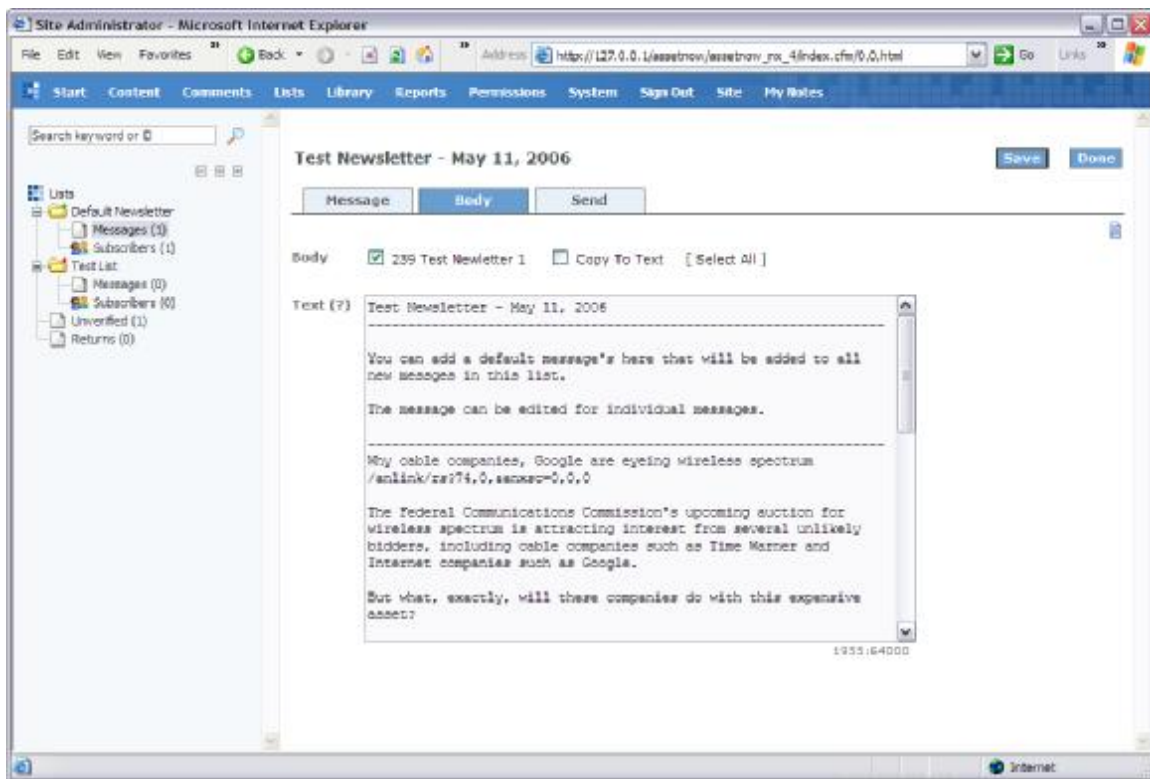 Site Administrator - Microsoft Internet Explorer
File Edit View Favorites » Back » Address http://127.0.0.1/assetnow/assetnow_nx_4/index.cfm/0,0,html Go Links »
Start Content Comments Lists Library Reports Permissions System Sign Out Site My Notes
Search keyword or ID
Test Newsletter - May 11, 2006
Save Done
Lists
Default Newsletter
Messages (1)
Subscribers (1)
Test List
Messages (0)
Subscribers (0)
Unverified (1)
Returns (0)
Message Body Send
Body 239 Test Newletter 1 Copy To Text [ Select All ]
Text (?)
Test Newsletter - May 11, 2006
You can add a default message's here that will be added to all
new messages in this list.
The message can be edited for individual messages.
Why cable companies, Google are eyeing wireless spectrum
The Federal Communications Commission's upcoming auction for
wireless spectrum is attracting interest from several unlikely
bidders, including cable companies such as Time Warner and
Internet companies such as Google.
But what, exactly, will these companies do with this expensive
asset?
1955:64000
Internet